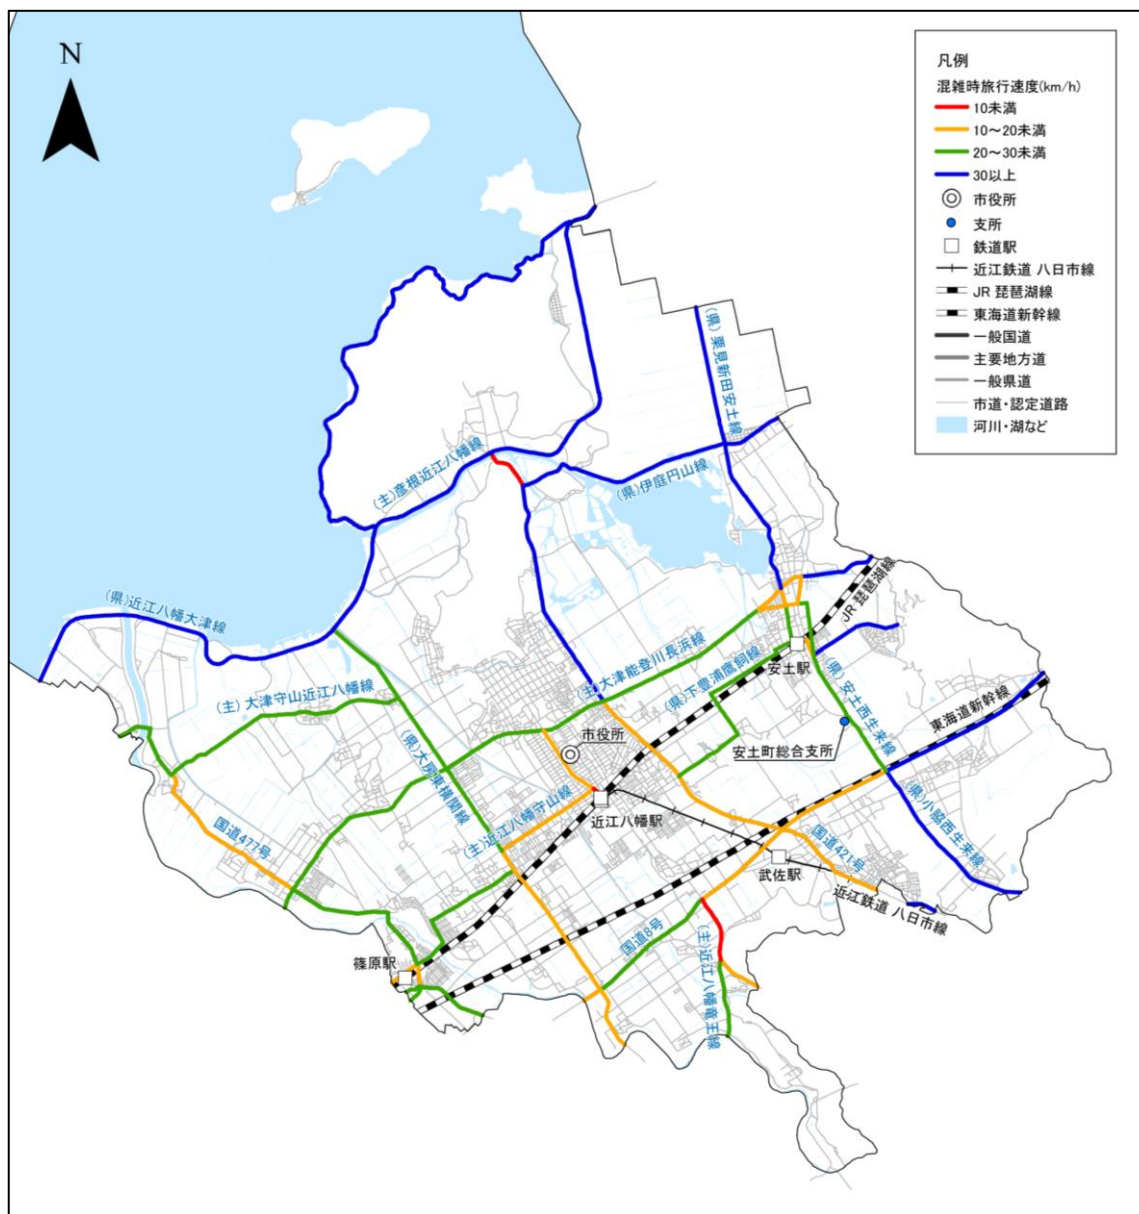 N
凡例
混雑時旅行速度(km/h)
10未満
10～20未満
20～30未満
30以上
市役所
支所
鉄道駅
近江鉄道 八日市線
JR 琵琶湖線
東海道新幹線
一般国道
主要地方道
一般県道
市道・認定道路
河川・湖など
(県)栗見新田安土線
(主)彦根近江八幡線
(県)伊庭円山線
(県)近江八幡大津線
JR 琵琶湖線
(主)大津能登川長浜線
(県)下豊浦鷹飼線
安土駅
(主)大津守山近江八幡線
(県)安土西生来線
東海道新幹線
市役所
安土町総合支所
(県)大房東横関線
(主)近江八幡守山線
近江八幡駅
(県)小脇西生来線
国道477号
国道421号
武佐駅
近江鉄道 八日市線
国道8号
篠原駅
(主)近江八幡竜王線